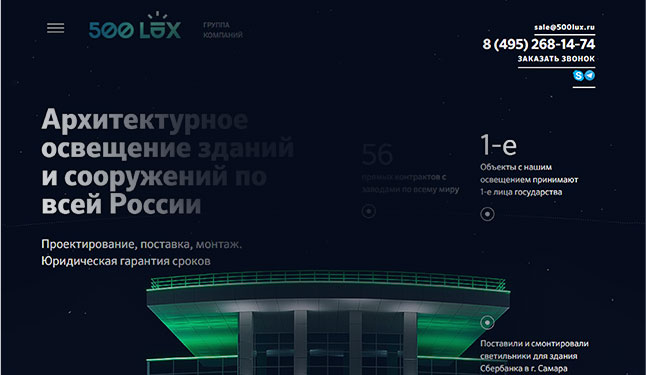 500 LUX
ГРУППА
КОМПАНИЙ
sale@500lux.ru
8 (495) 268-14-74
ЗАКАЗАТЬ ЗВОНОК
Архитектурное
освещение зданий
и сооружений по
всей России
Проектирование, поставка, монтаж.
Юридическая гарантия сроков
56
прямых контрактов с
заводами по всему миру
1-е
Объекты с нашим
освещением принимают
1-е лица государства
Поставили и смонтировали
светильники для здания
Сбербанка в г. Самара